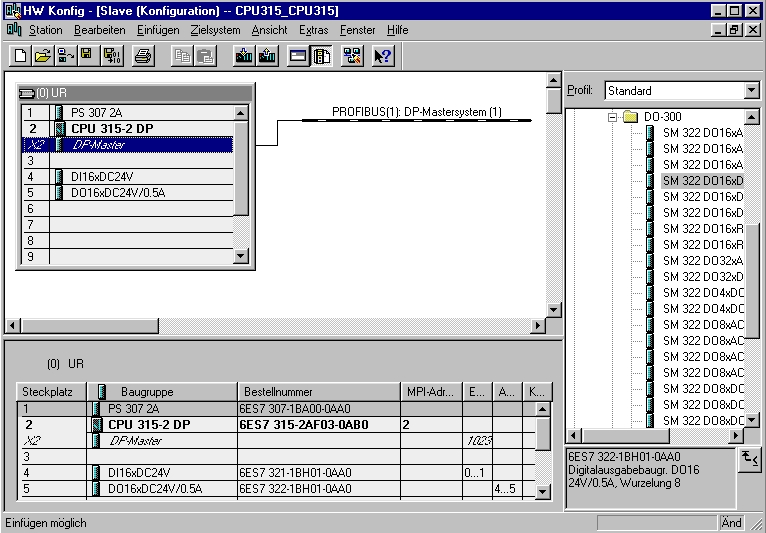 HW Konfig - [Slave (Konfiguration) -- CPU315_CPU315]
Station Bearbeiten Einfügen Zielsystem Ansicht Extras Fenster Hilfe
(0) UR
1 PS 307 2A
2 CPU 315-2 DP
X2 DP-Master
3
4 DI16xDC24V
5 DO16xDC24V/0.5A
6
7
8
9
PROFIBUS(1): DP-Mastersystem (1)
Profil: Standard
DO-300
SM 322 DO16xA
SM 322 DO16xA
SM 322 DO16xA
SM 322 DO16xD
SM 322 DO16xD
SM 322 DO16xD
SM 322 DO16xR
SM 322 DO16xR
SM 322 DO32xA
SM 322 DO32xD
SM 322 DO4xDC
SM 322 DO4xDC
SM 322 DO8xAC
SM 322 DO8xAC
SM 322 DO8xAC
SM 322 DO8xDC
SM 322 DO8xDC
SM 322 DO8xDC
(0) UR
Steckplatz Baugruppe Bestellnummer MPI-Adr... E... A... K...
1 PS 307 2A 6ES7 307-1BA00-0AA0
2 CPU 315-2 DP 6ES7 315-2AF03-0AB0 2
X2 DP-Master 1023
3
4 DI16xDC24V 6ES7 321-1BH01-0AA0 0...1
5 DO16xDC24V/0.5A 6ES7 322-1BH01-0AA0 4...5
6ES7 322-1BH01-0AA0
Digitalausgabebaugr. DO16
24V/0.5A, Wurzelung 8
Einfügen möglich
Änd